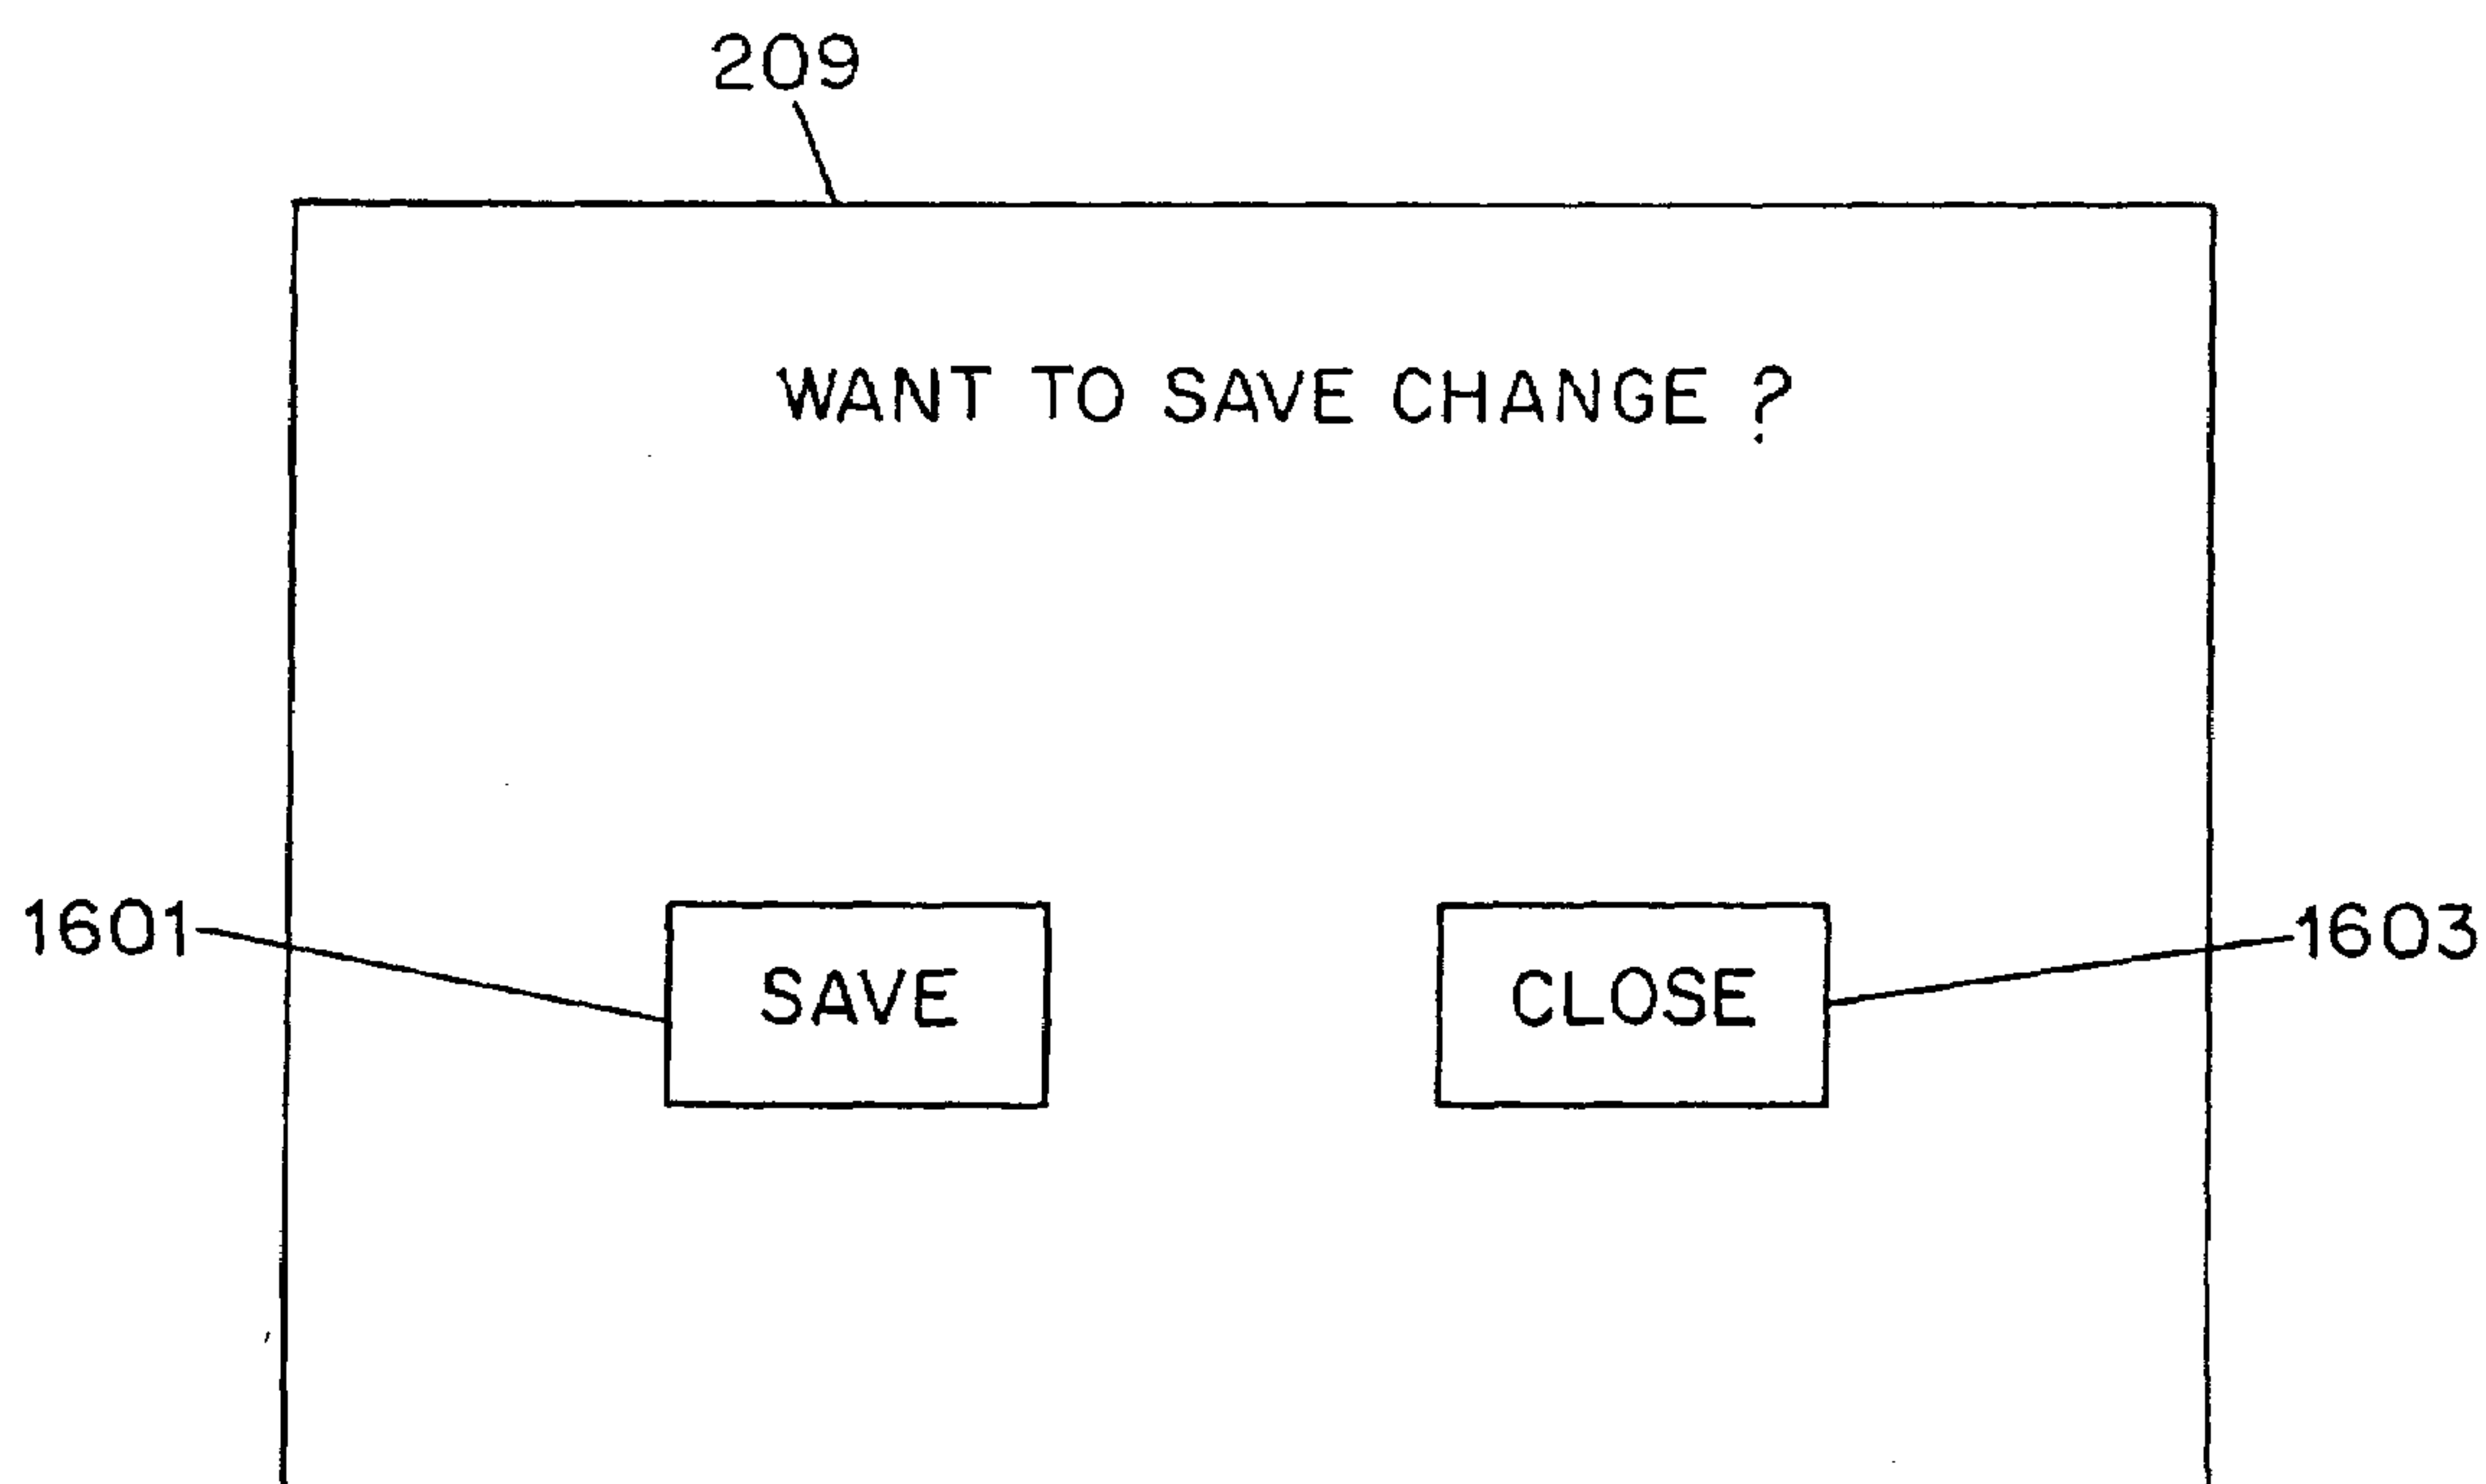 209
WANT TO SAVE CHANGE ?
1601
SAVE
CLOSE
1603